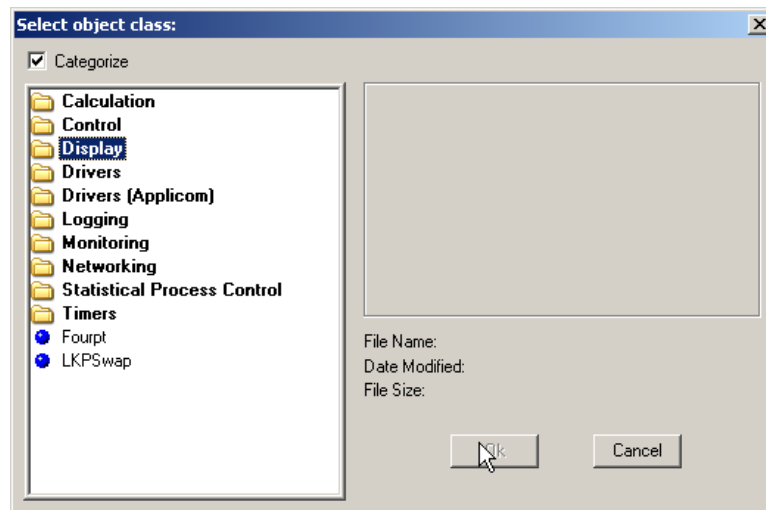 Select object class:
Categorize
Calculation
Control
Display
Drivers
Drivers (Applicom)
Logging
Monitoring
Networking
Statistical Process Control
Timers
Fourpt
LKPSwap
File Name:
Date Modified:
File Size:
Ok
Cancel